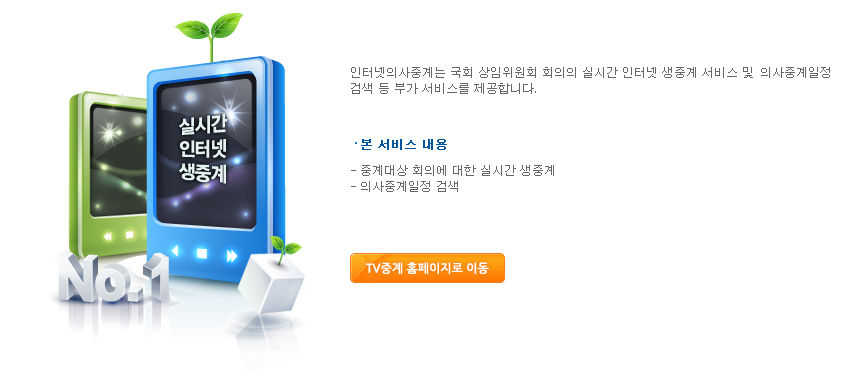 실시간
인터넷
생중계
No.1
인터넷의사중계는 국회 상임위원회 회의의 실시간 인터넷 생중계 서비스 및 의사중계일정
검색 등 부가 서비스를 제공합니다.
·본 서비스 내용
- 중계대상 회의에 대한 실시간 생중계
- 의사중계일정 검색
TV중계 홈페이지로 이동